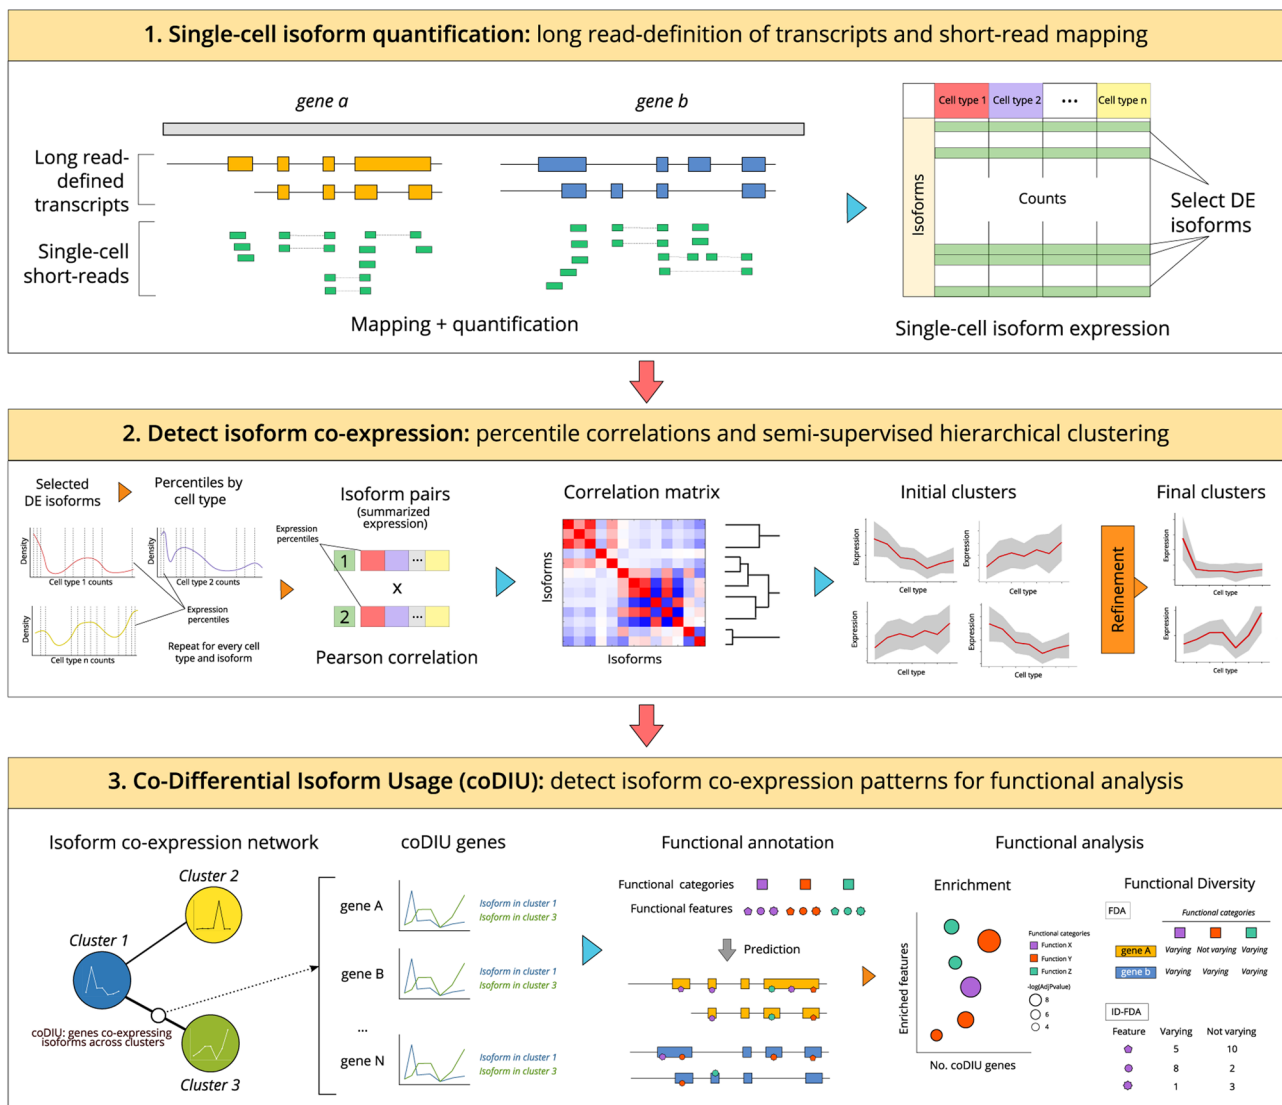 1. Single-cell isoform quantification: long read-definition of transcripts and short-read mapping
gene a
gene b
Long read-
defined
transcripts
Single-cell
short-reads
Mapping + quantification
Cell type 1
Cell type 2
...
Cell type n
Isoforms
Counts
Select DE
isoforms
Single-cell isoform expression
2. Detect isoform co-expression: percentile correlations and semi-supervised hierarchical clustering
Selected
DE isoforms
Percentiles by
cell type
Density
Cell type 1 counts
Density
Cell type 2 counts
Density
Cell type n counts
Expression
percentiles
Repeat for every cell
type and isoform
Isoform pairs
(summarized
expression)
Expression
percentiles
1
...
x
2
...
Pearson correlation
Correlation matrix
Isoforms
Isoforms
Initial clusters
Expression
Cell type
Expression
Cell type
Expression
Cell type
Expression
Cell type
Refinement
Final clusters
Expression
Cell type
Expression
Cell type
3. Co-Differential Isoform Usage (coDIU): detect isoform co-expression patterns for functional analysis
Isoform co-expression network
Cluster 2
Cluster 1
coDIU: genes co-expressing
isoforms across clusters
Cluster 3
coDIU genes
gene A
Isoform in cluster 1
Isoform in cluster 3
gene B
Isoform in cluster 1
Isoform in cluster 3
...
gene N
Isoform in cluster 1
Isoform in cluster 3
Functional annotation
Functional categories
Functional features
Prediction
Functional analysis
Enrichment
Enriched features
No. coDIU genes
Functional categories
Function X
Function Y
Function Z
-log(AdjPvalue)
8
6
4
Functional Diversity
FDA
Functional categories
gene A
Varying
Not varying
Varying
gene b
Varying
Varying
Varying
ID-FDA
Feature
Varying
Not varying
5
10
8
2
1
3